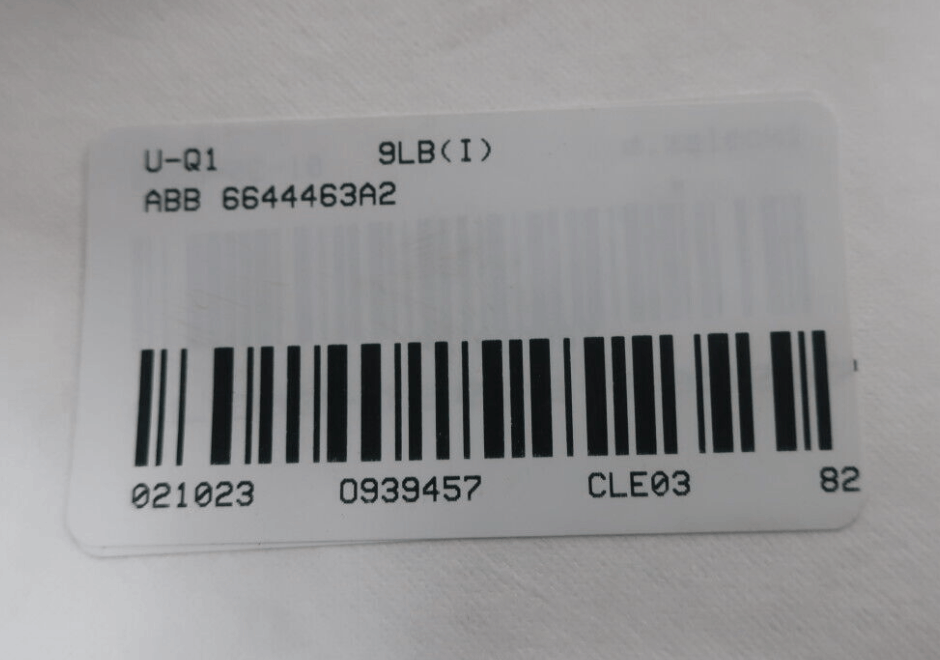 U-Q1 9LB(I)
ABB 6644463A2
021023 0939457 CLE03 82